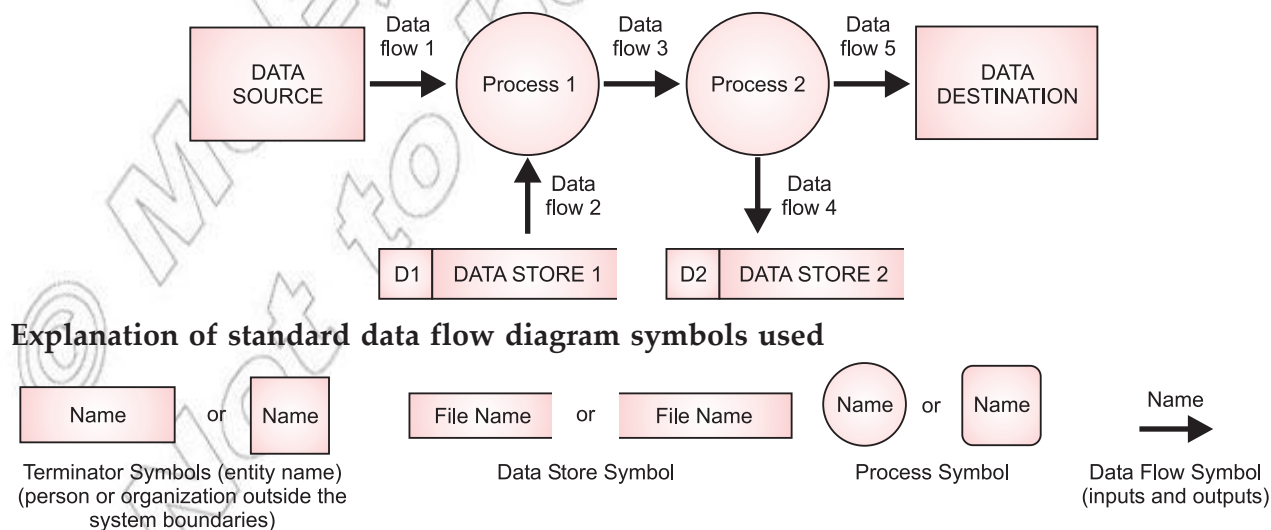 Data
flow 1
Data
flow 3
Data
flow 5
DATA
SOURCE
Process 1
Process 2
DATA
DESTINATION
Data
flow 2
Data
flow 4
D1 DATA STORE 1
D2 DATA STORE 2
Explanation of standard data flow diagram symbols used
Name or Name
File Name or File Name
Name or Name
Name
Terminator Symbols (entity name)
(person or organization outside the
system boundaries)
Data Store Symbol
Process Symbol
Data Flow Symbol
(inputs and outputs)